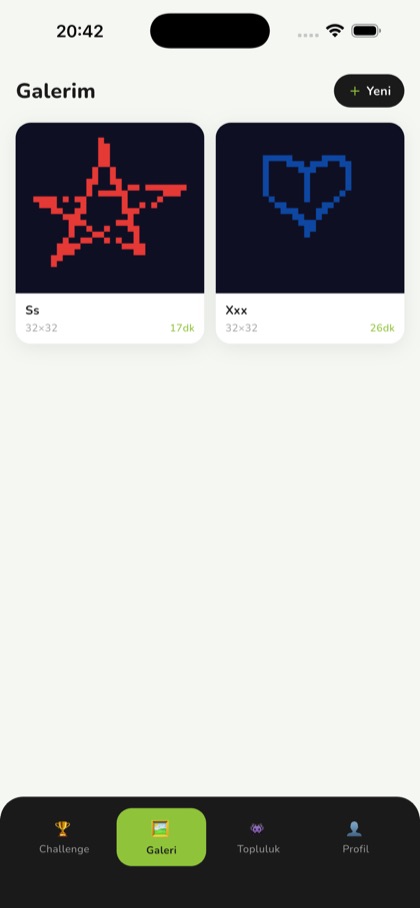 20:42
Galerim
+ Yeni
Ss
32×32 17dk
Xxx
32×32 26dk
Challenge
Galeri
Topluluk
Profil